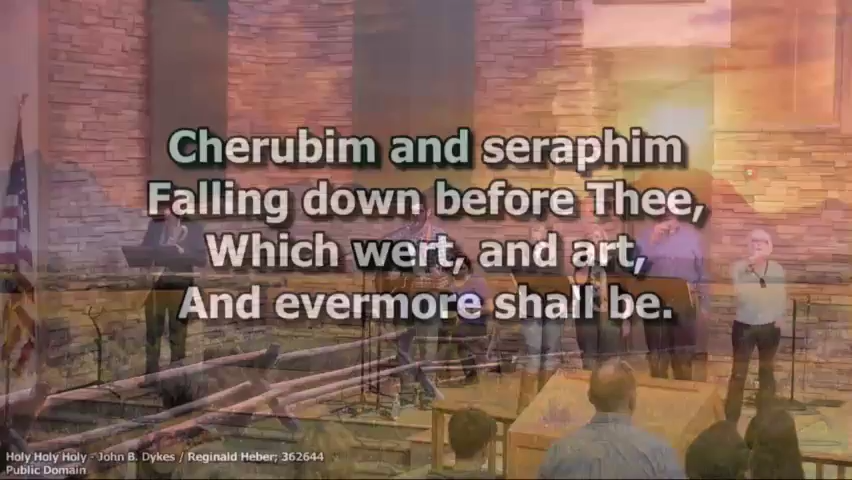 Cherubim and seraphim
Falling down before Thee,
Which wert, and art,
And evermore shall be.
Holy Holy Holy - John B. Dykes / Reginald Heber; 362644
Public Domain